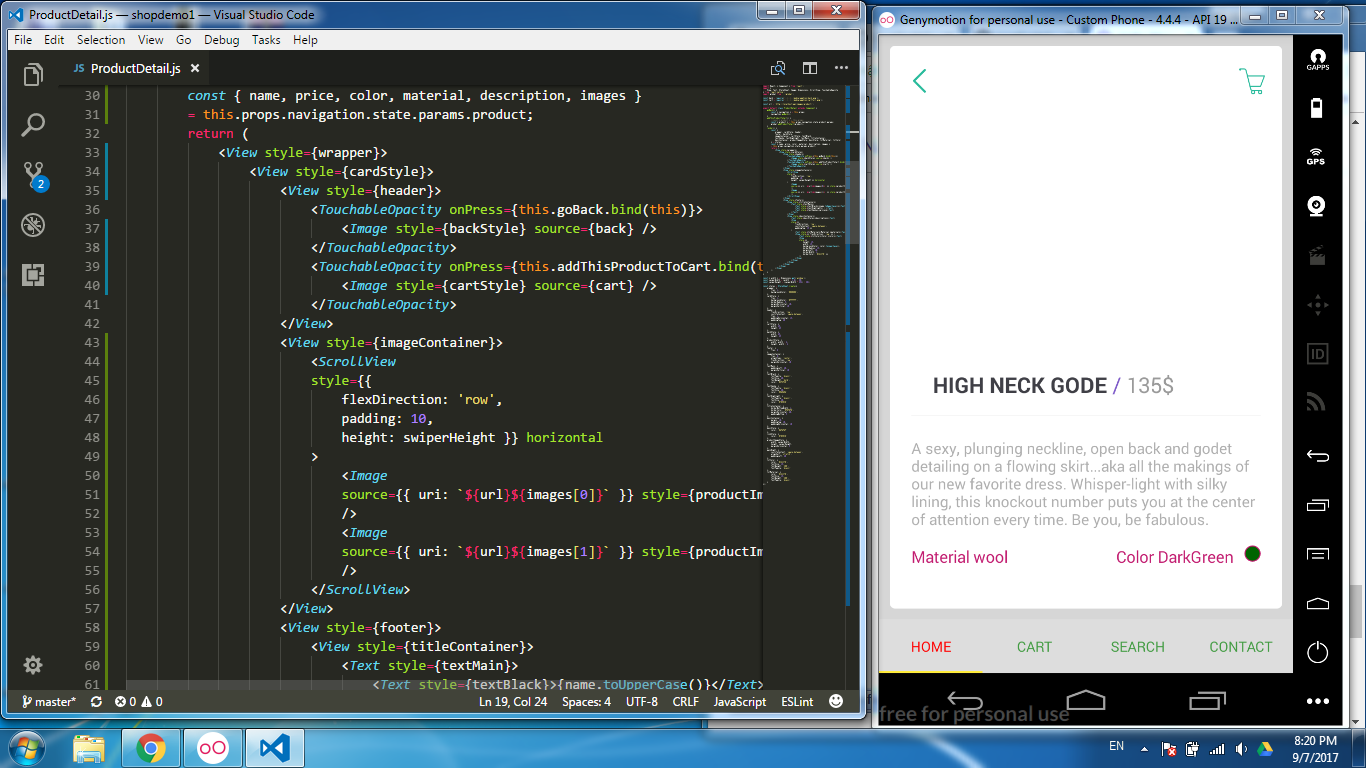 ProductDetail.js — shopdemo1 — Visual Studio Code
File Edit Selection View Go Debug Tasks Help
JS ProductDetail.js ×
30 const { name, price, color, material, description, images }
31 = this.props.navigation.state.params.product;
32 return (
33 <View style={wrapper}>
34 <View style={cardStyle}>
35 <View style={header}>
36 <TouchableOpacity onPress={this.goBack.bind(this)}>
37 <Image style={backStyle} source={back} />
38 </TouchableOpacity>
39 <TouchableOpacity onPress={this.addThisProductToCart.bind(t
40 <Image style={cartStyle} source={cart} />
41 </TouchableOpacity>
42 </View>
43 <View style={imageContainer}>
44 <ScrollView
45 style={{
46 flexDirection: 'row',
47 padding: 10,
48 height: swiperHeight }} horizontal
49 >
50 <Image
51 source={{ uri: `${url}${images[0]}` }} style={productIm
52 />
53 <Image
54 source={{ uri: `${url}${images[1]}` }} style={productIm
55 />
56 </ScrollView>
57 </View>
58 <View style={footer}>
59 <View style={titleContainer}>
60 <Text style={textMain}>
61 <Text style={textBlack}>{name.toUpperCase()}</Text>
2
master* 0 0 Ln 19, Col 24 Spaces: 4 UTF-8 CRLF JavaScript ESLint
Genymotion for personal use - Custom Phone - 4.4.4 - API 19 ...
HIGH NECK GODE / 135$
A sexy, plunging neckline, open back and godet
detailing on a flowing skirt...aka all the makings of
our new favorite dress. Whisper-light with silky
lining, this knockout number puts you at the center
of attention every time. Be you, be fabulous.
Material wool Color DarkGreen
HOME CART SEARCH CONTACT
free for personal use
GAPPS
GPS
ID
EN
8:20 PM
9/7/2017